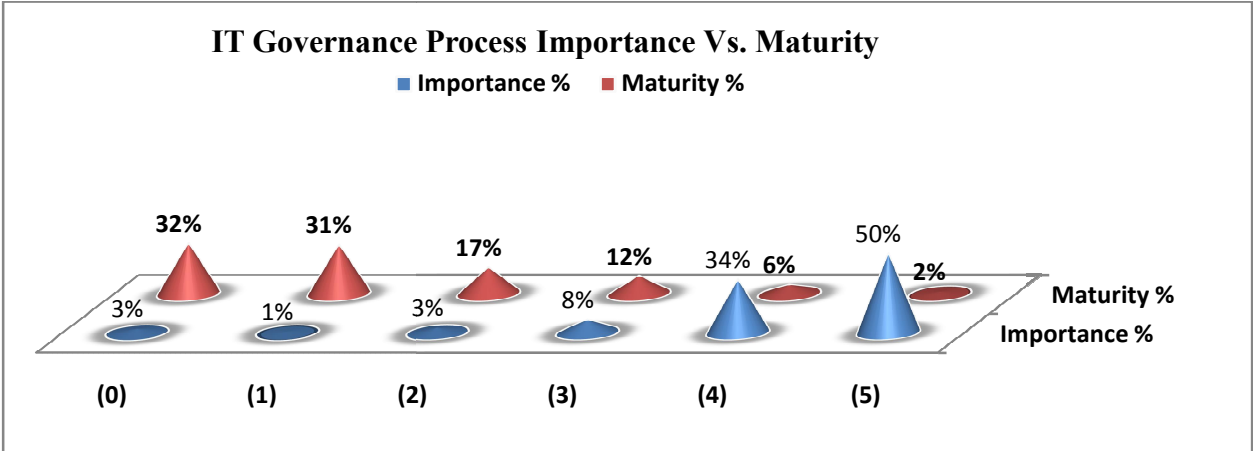 IT Governance Process Importance Vs. Maturity
Importance % Maturity %
32% 31% 17% 12% 6% 2%
3% 1% 3% 8% 34% 50%
Maturity %
Importance %
(0) (1) (2) (3) (4) (5)